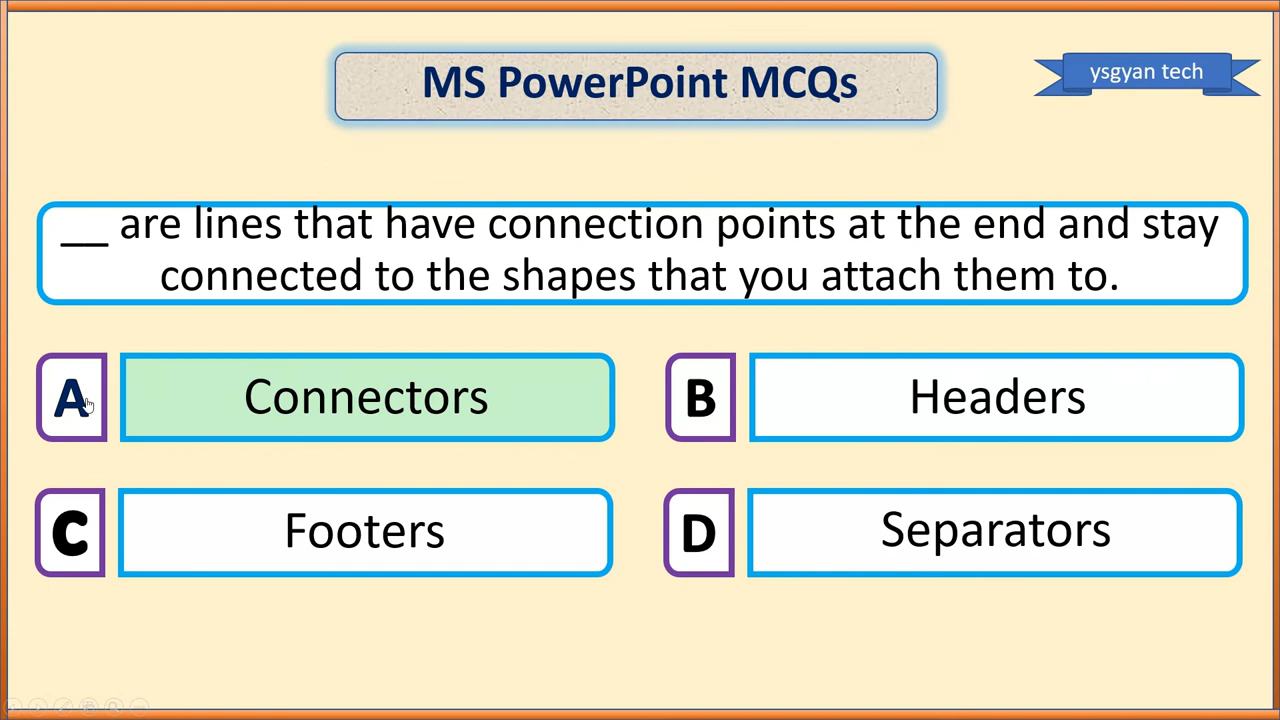 MS PowerPoint MCQs
ysgyan tech
__ are lines that have connection points at the end and stay
connected to the shapes that you attach them to.
A
Connectors
B
Headers
C
Footers
D
Separators